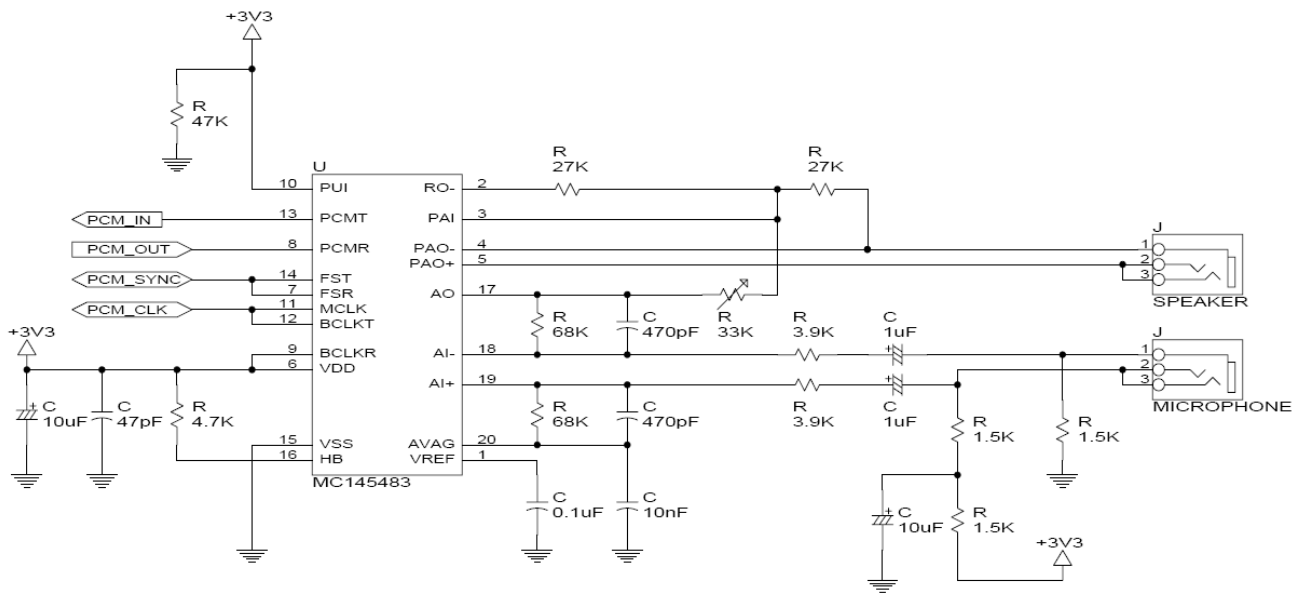 +3V3
R
47K
U
R
27K
R
27K
10 PUI RO- 2
PCM_IN 13 PCMT PAI 3
PCM_OUT 8 PCMR PAO- 4
PAO+ 5
PCM_SYNC 14 FST AO 17
7 FSR
PCM_CLK 11 MCLK
12 BCLKT
J
1
2
3
SPEAKER
R
68K
C
470pF
R
33K
+3V3
9 BCLKR AI- 18
6 VDD
AI+ 19
R
3.9K
C
1uF
R
3.9K
C
1uF
J
1
2
3
MICROPHONE
C
10uF
C
47pF
R
4.7K
R
68K
C
470pF
R
1.5K
R
1.5K
15 VSS AVAG 20
16 HB VREF 1
MC145483
C
0.1uF
C
10nF
C
10uF
R
1.5K
+3V3